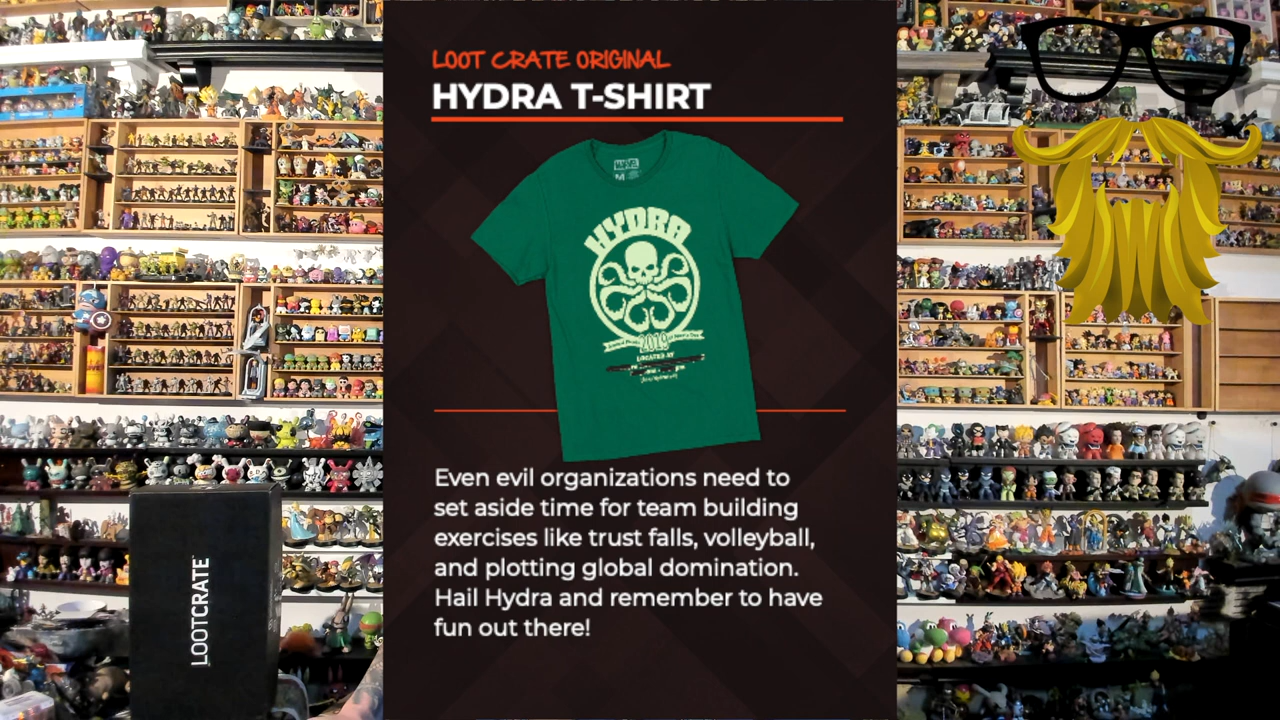 LOOT CRATE ORIGINAL
HYDRA T-SHIRT
MARVEL
HYDRA
2019
LOCATED AT
Even evil organizations need to
set aside time for team building
exercises like trust falls, volleyball,
and plotting global domination.
Hail Hydra and remember to have
fun out there!
LOOTCRATE